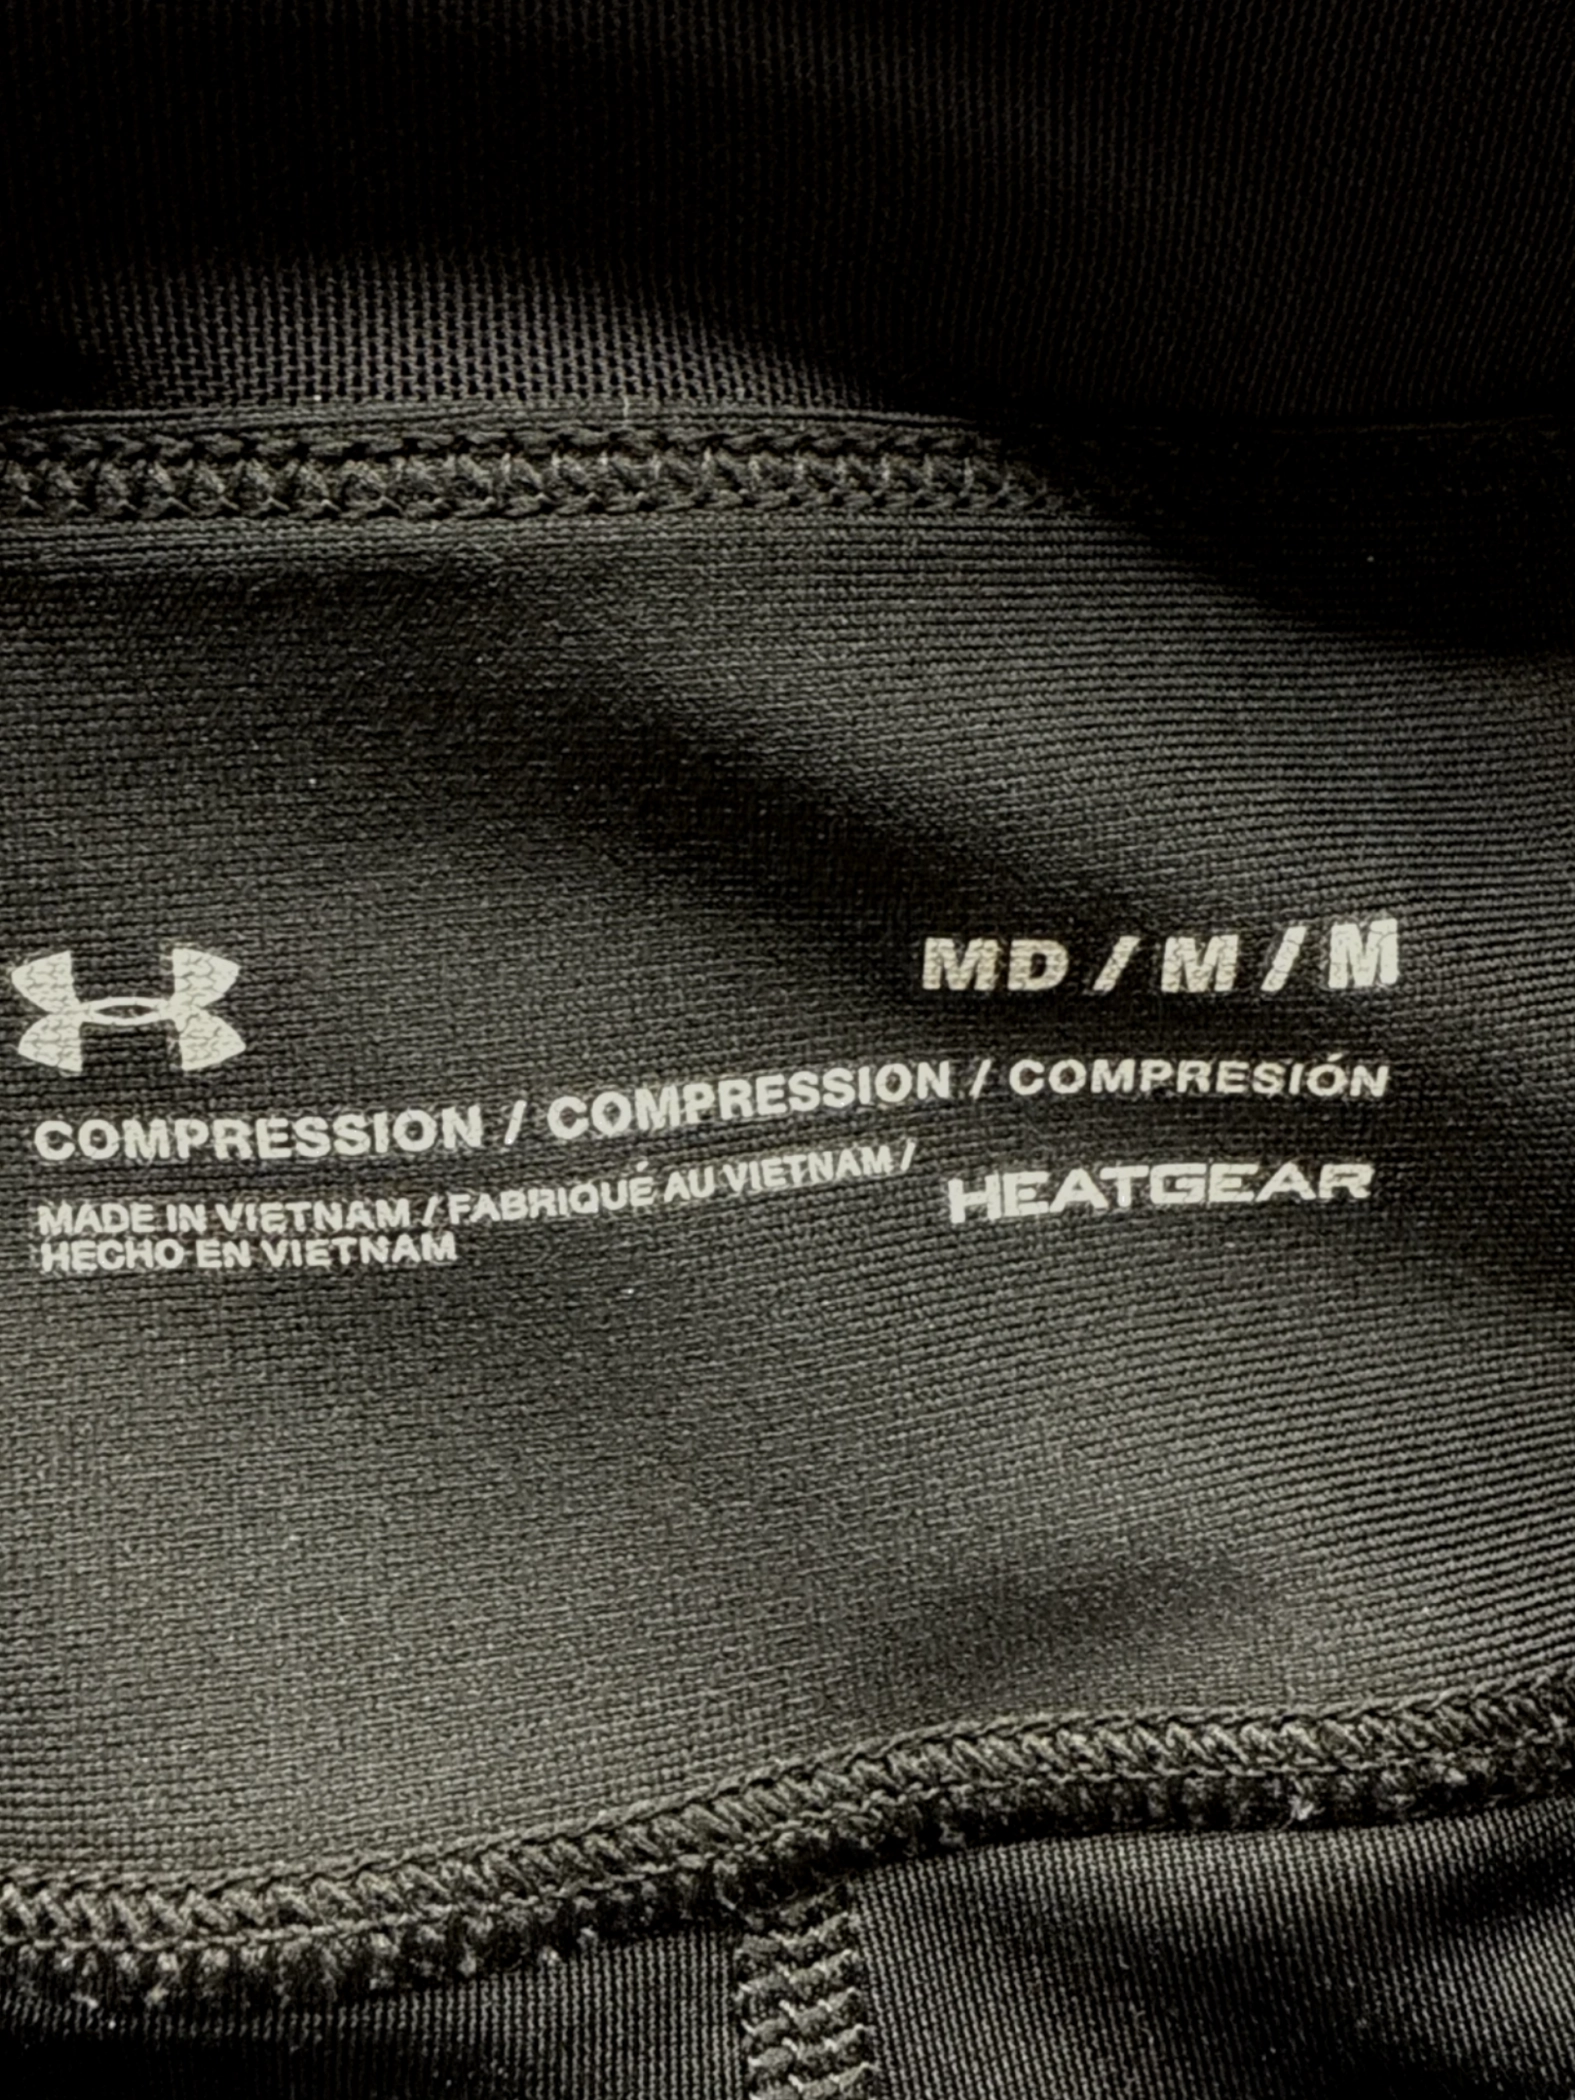 MD / M / M
COMPRESSION / COMPRESSION / COMPRESIÓN
MADE IN VIETNAM / FABRIQUÉ AU VIETNAM /
HECHO EN VIETNAM
HEATGEAR